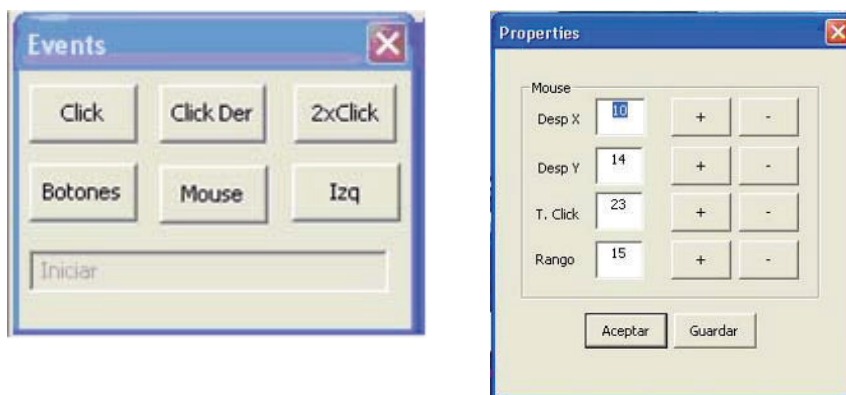 Events
Click Click Der 2xClick
Botones Mouse Izq
Iniciar
Properties
Mouse
Desp X 10 + -
Desp Y 14 + -
T. Click 23 + -
Rango 15 + -
Aceptar Guardar